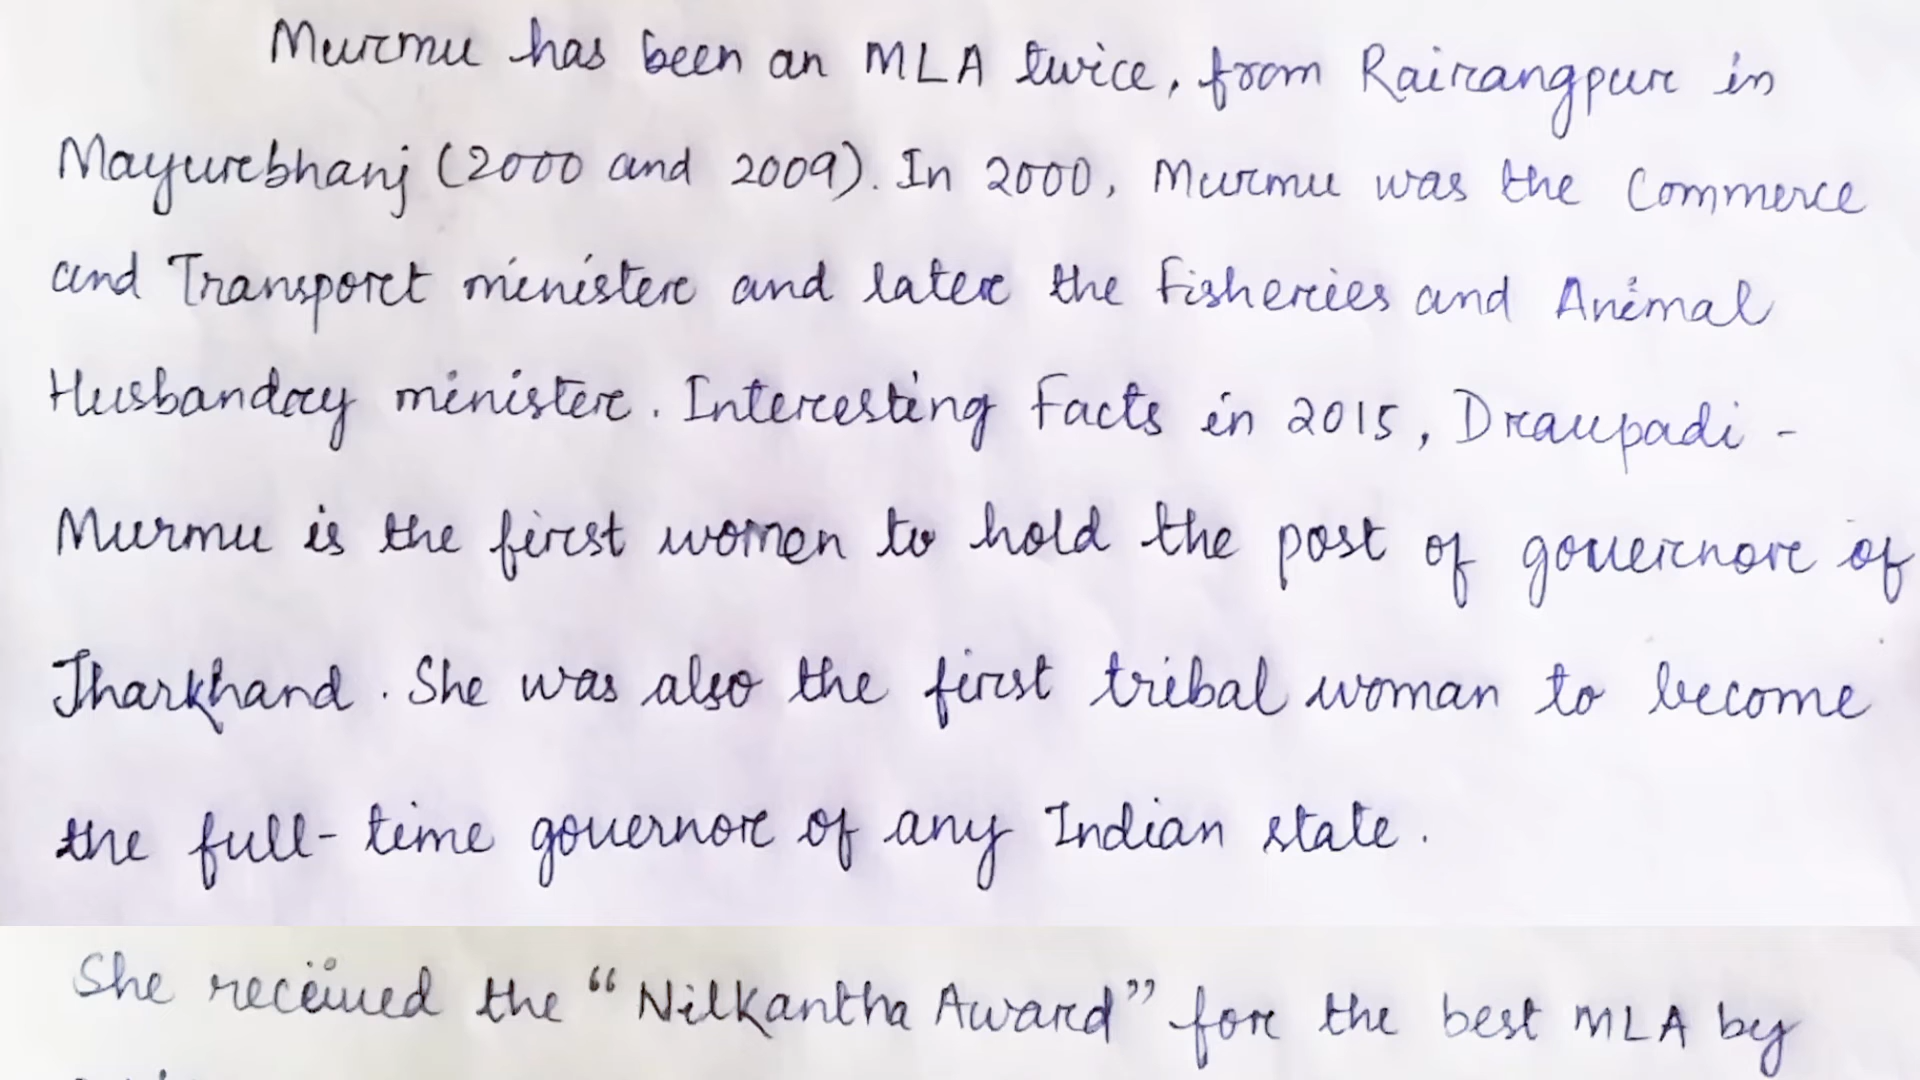 Murmu has been an MLA twice, from Rairangpur in
Mayurbhanj (2000 and 2009). In 2000, Murmu was the Commerce
and Transport minister and later the Fisheries and Animal
Husbandry minister. Interesting Facts in 2015, Draupadi -
Murmu is the first women to hold the post of governor of
Jharkhand. She was also the first tribal woman to become
the full-time governor of any Indian state.
She received the "Nilkantha Award" for the best MLA by